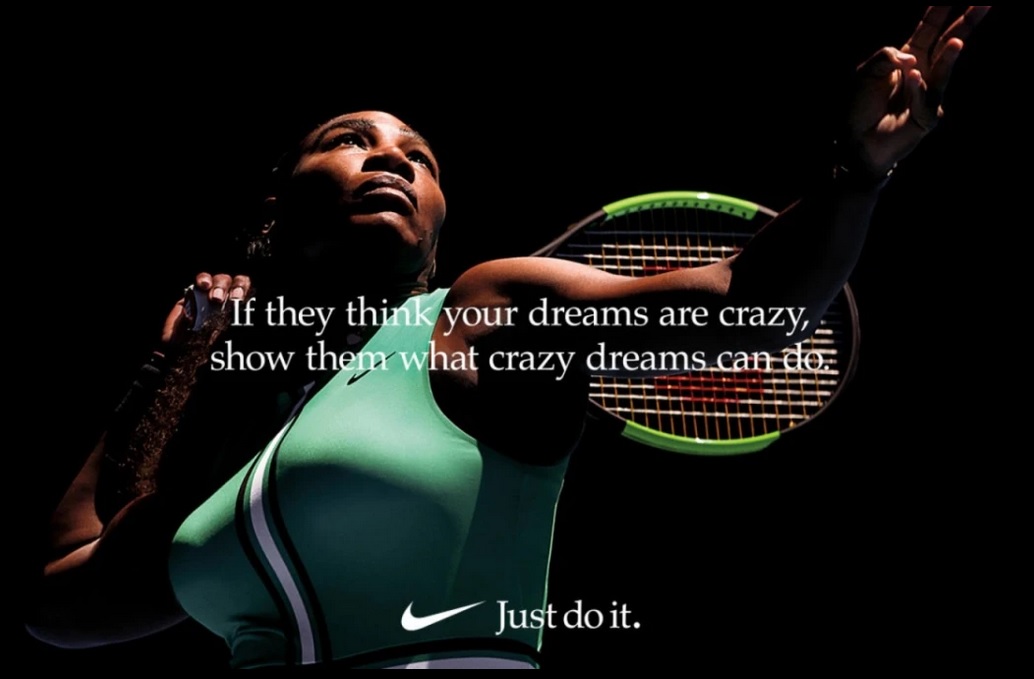 If they think your dreams are crazy,
show them what crazy dreams can do.
Just do it.